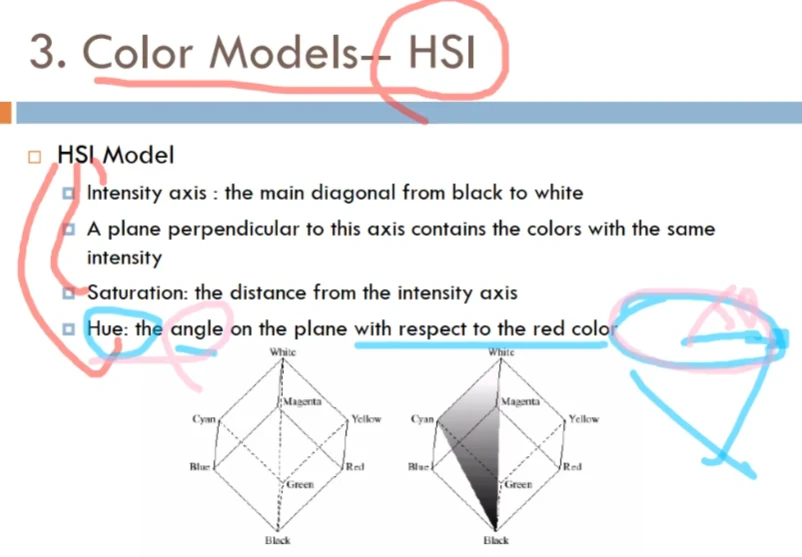 3. Color Models-- HSI
HSI Model
Intensity axis : the main diagonal from black to white
A plane perpendicular to this axis contains the colors with the same
intensity
Saturation: the distance from the intensity axis
Hue: the angle on the plane with respect to the red color
White White
Magenta Magenta
Cyan Yellow Cyan Yellow
Blue Red Blue Red
Green Green
Black Black